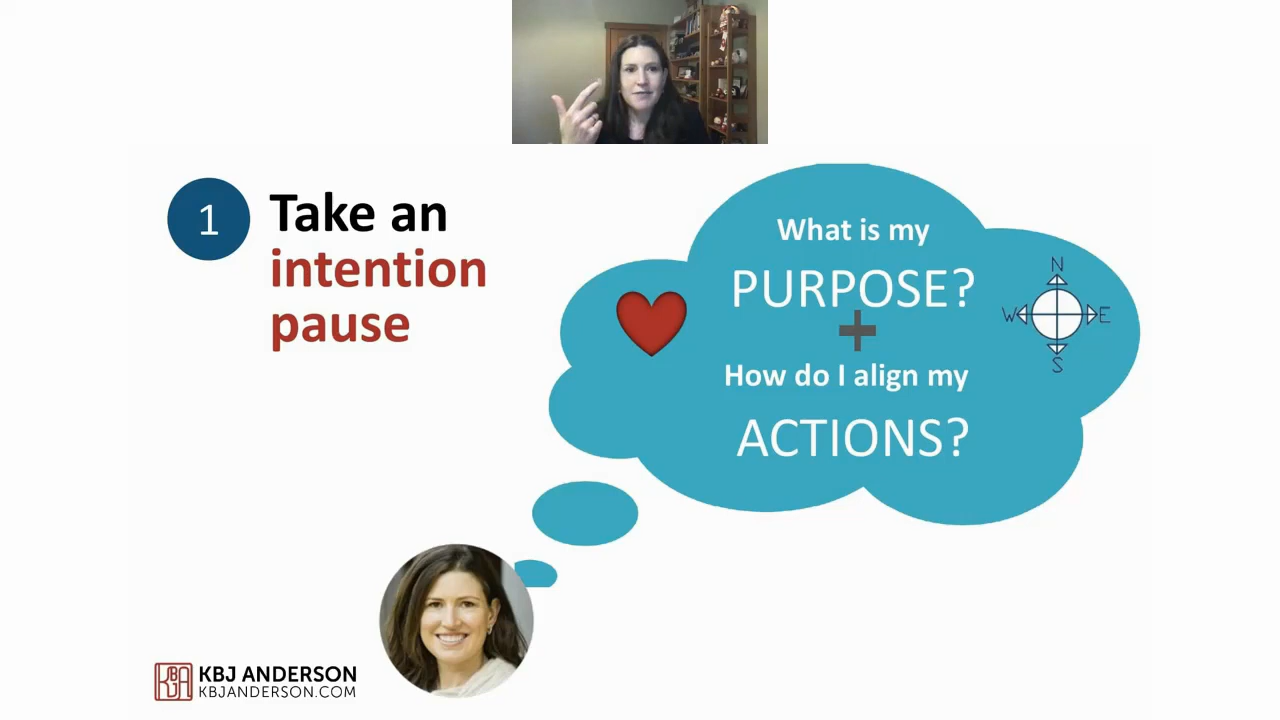 1
Take an
intention
pause
What is my
PURPOSE?
How do I align my
ACTIONS?
N
W
E
S
KBJ ANDERSON
KBJANDERSON.COM